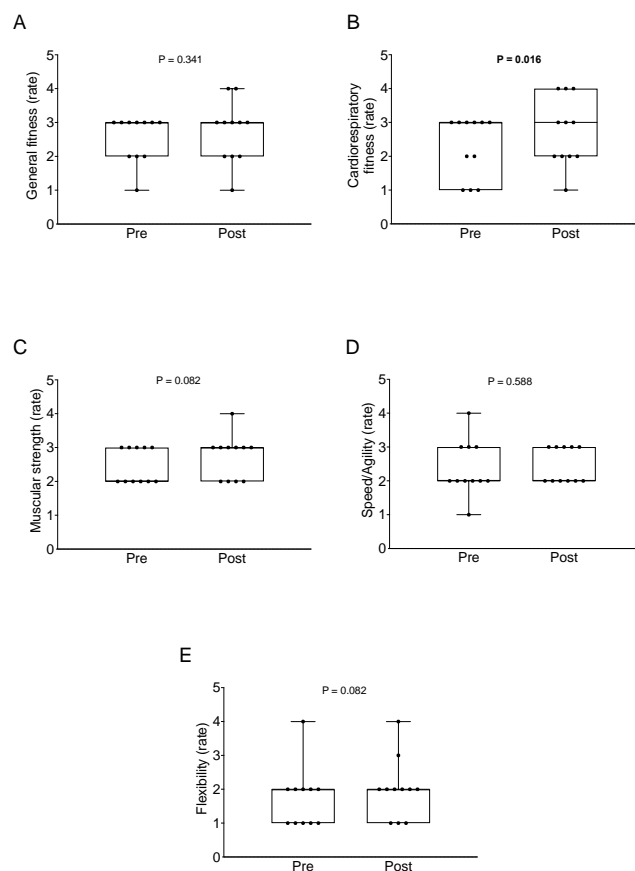 A
P = 0.341
General fitness (rate)
5
4
3
2
1
0
Pre
Post
B
P = 0.016
Cardiorespiratory
fitness (rate)
5
4
3
2
1
0
Pre
Post
C
P = 0.082
Muscular strength (rate)
5
4
3
2
1
0
Pre
Post
D
P = 0.588
Speed/Agility (rate)
5
4
3
2
1
0
Pre
Post
E
P = 0.082
Flexibility (rate)
5
4
3
2
1
0
Pre
Post